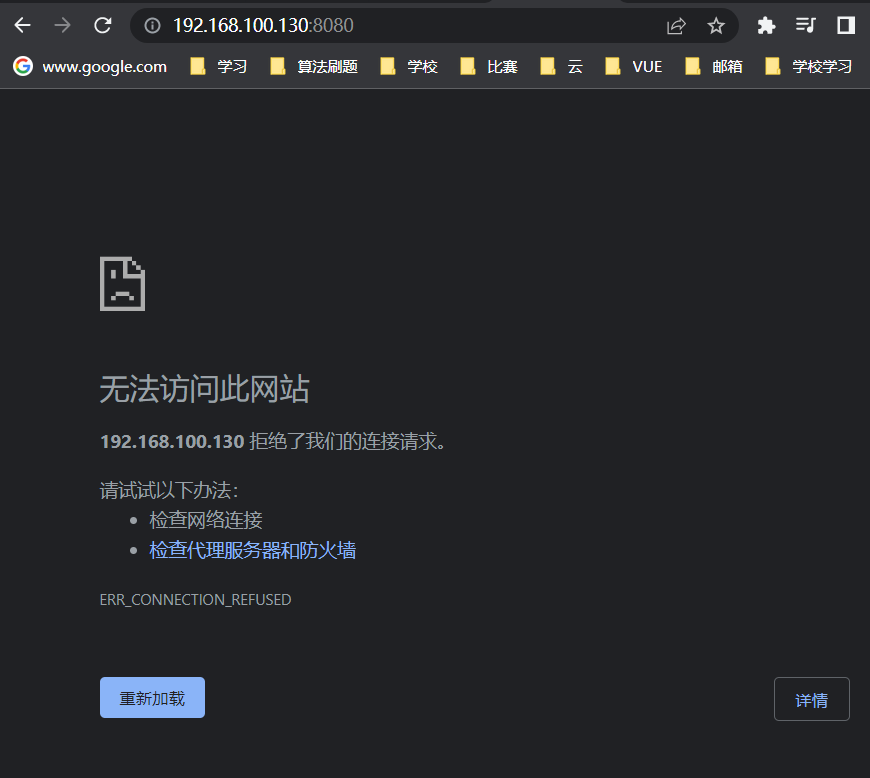 192.168.100.130:8080
www.google.com 学习 算法刷题 学校 比赛 云 VUE 邮箱 学校学习
无法访问此网站
192.168.100.130 拒绝了我们的连接请求。
请试试以下办法：
检查网络连接
检查代理服务器和防火墙
ERR_CONNECTION_REFUSED
重新加载 详情